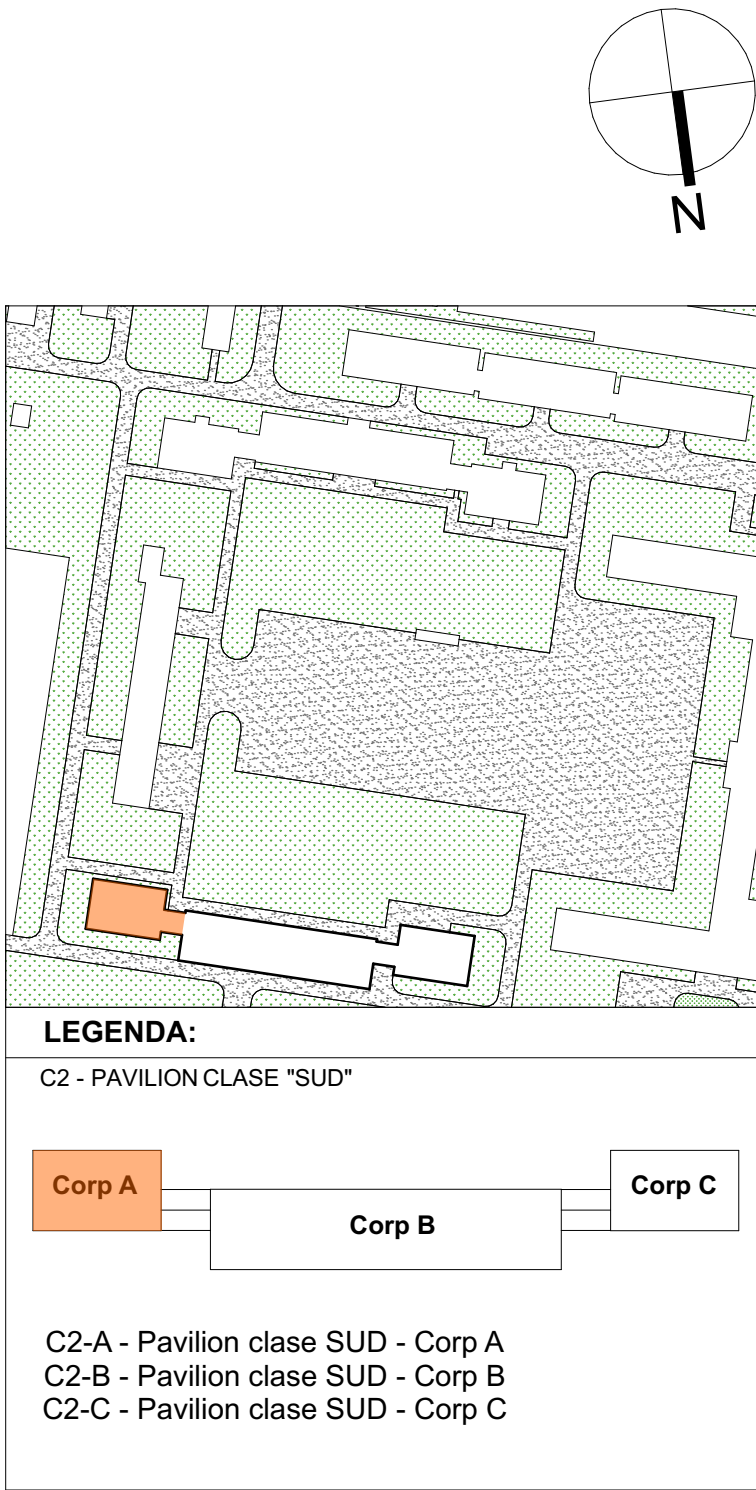 N
LEGENDA:
C2 - PAVILION CLASE "SUD"
Corp A
Corp B
Corp C
C2-A - Pavilion clase SUD - Corp A
C2-B - Pavilion clase SUD - Corp B
C2-C - Pavilion clase SUD - Corp C